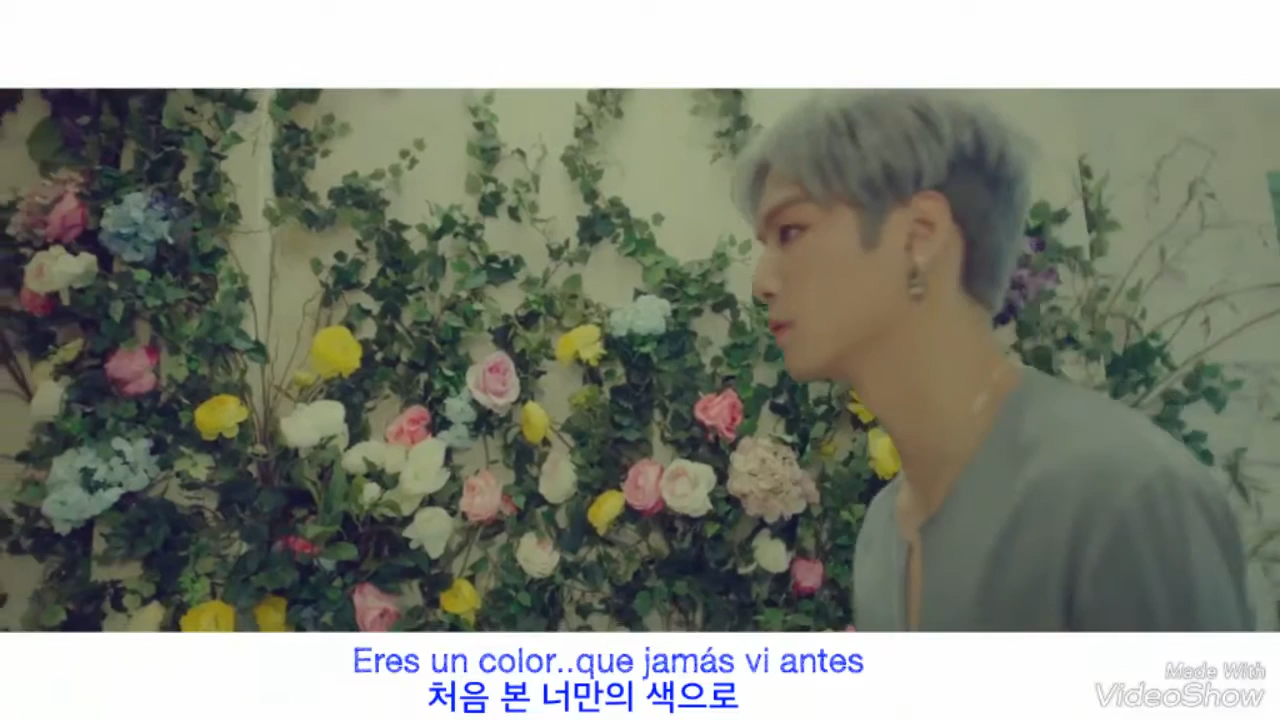 Eres un color..que jamás vi antes
처음 본 너만의 색으로
Made With
VideoShow